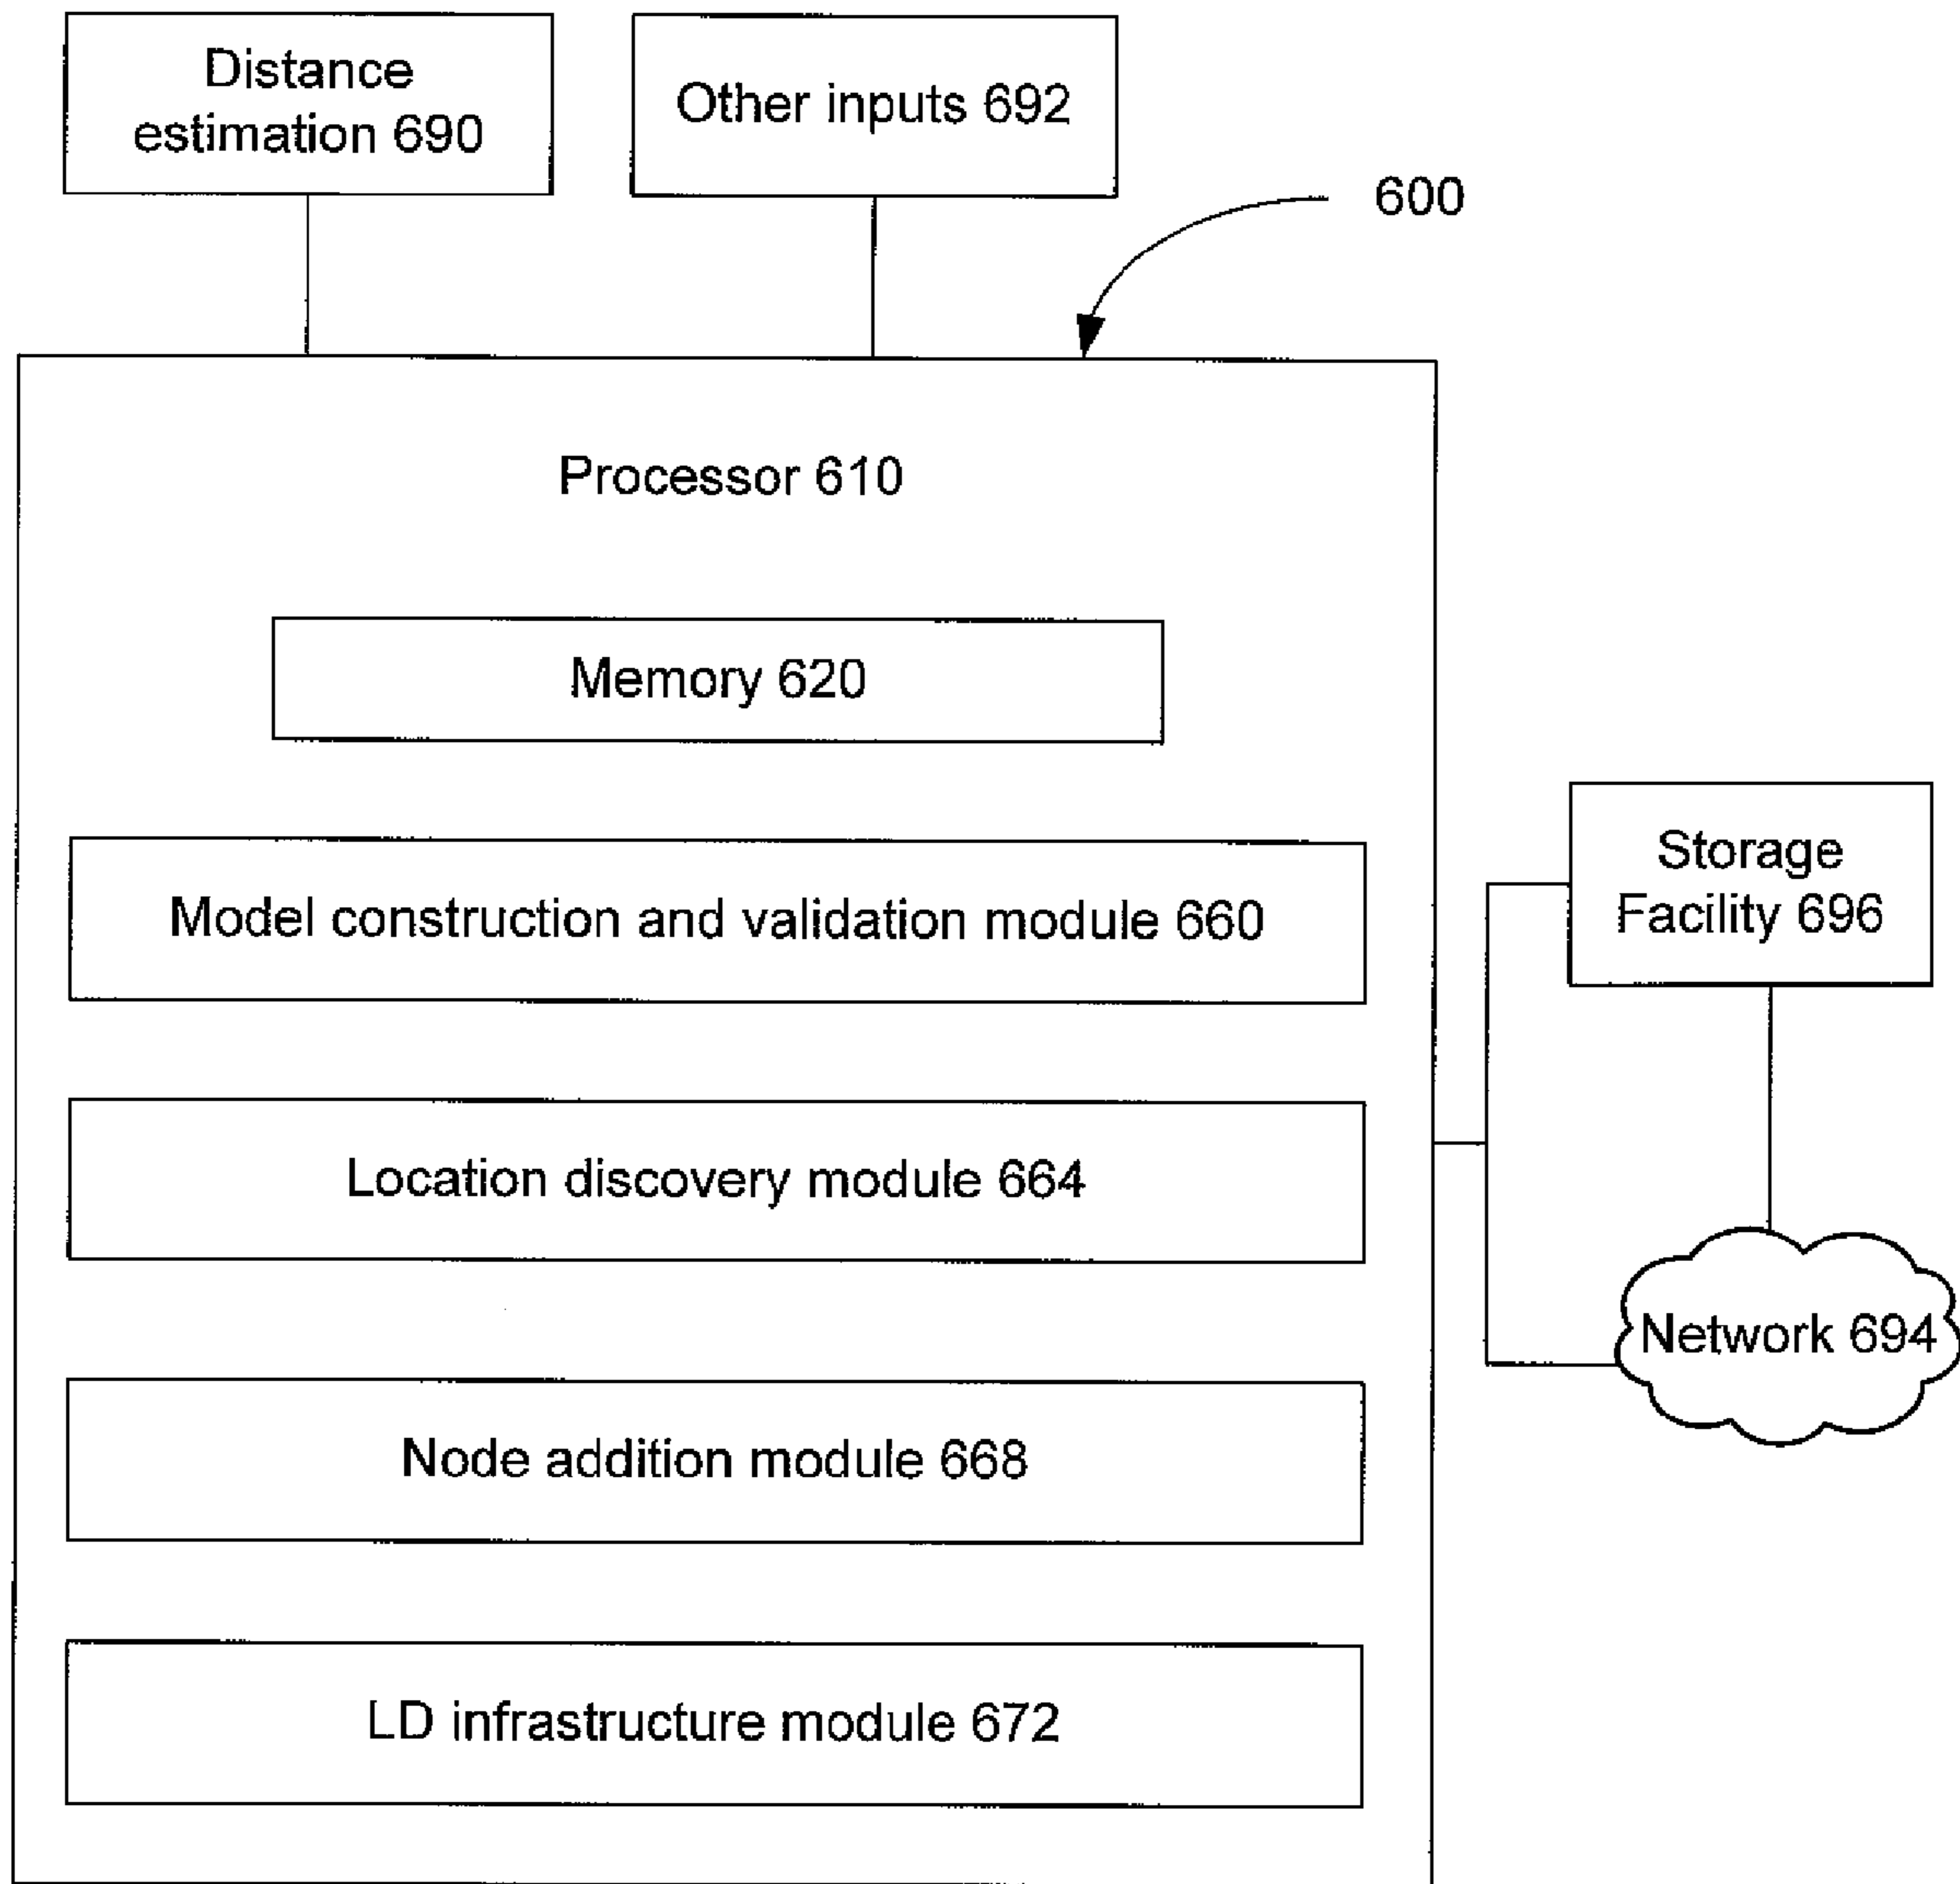 Distance
estimation 690
Other inputs 692
600
Processor 610
Memory 620
Model construction and validation module 660
Storage
Facility 696
Location discovery module 664
Network 694
Node addition module 668
LD infrastructure module 672